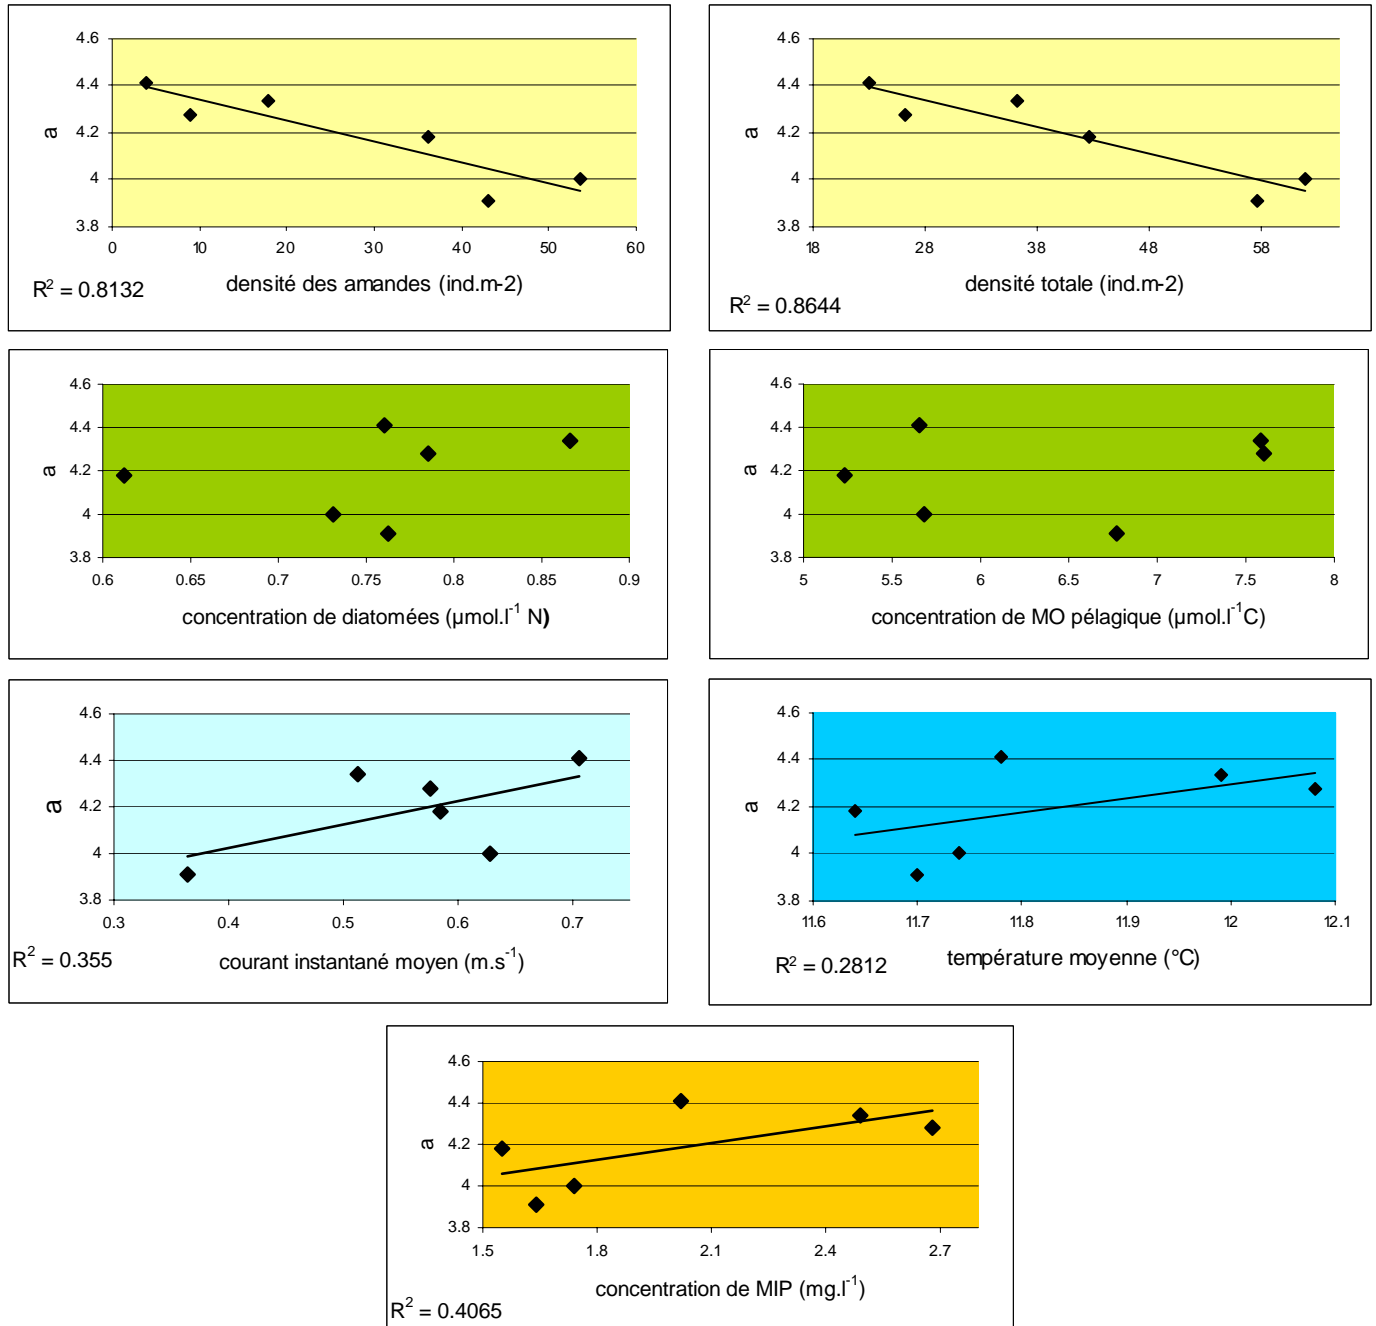 4.6
4.4
4.2
4
3.8
a
0 10 20 30 40 50 60
densité des amandes (ind.m-2)
R² = 0.8132
4.6
4.4
4.2
4
3.8
a
18 28 38 48 58
densité totale (ind.m-2)
R² = 0.8644
4.6
4.4
4.2
4
3.8
a
0.6 0.65 0.7 0.75 0.8 0.85 0.9
concentration de diatomées (µmol.l⁻¹ N)
4.6
4.4
4.2
4
3.8
a
5 5.5 6 6.5 7 7.5 8
concentration de MO pélagique (µmol.l⁻¹C)
4.6
4.4
4.2
4
3.8
a
0.3 0.4 0.5 0.6 0.7
R² = 0.355
courant instantané moyen (m.s⁻¹)
4.6
4.4
4.2
4
3.8
a
11.6 11.7 11.8 11.9 12 12.1
R² = 0.2812
température moyenne (°C)
4.6
4.4
4.2
4
3.8
a
1.5 1.8 2.1 2.4 2.7
concentration de MIP (mg.l⁻¹)
R² = 0.4065